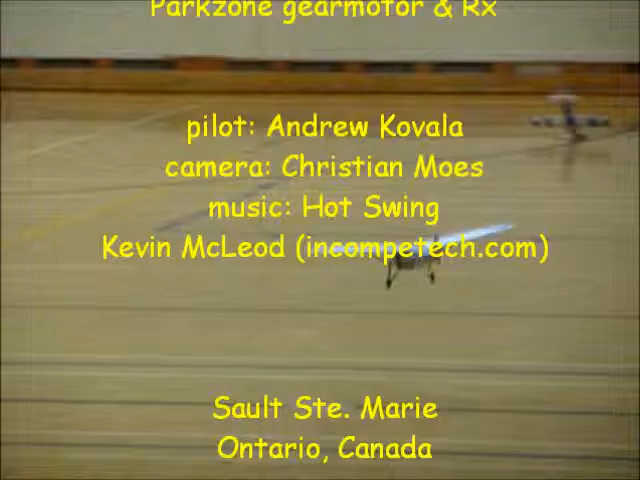 Parkzone gearmotor & Rx
pilot: Andrew Kovala
camera: Christian Moes
music: Hot Swing
Kevin McLeod (incompetech.com)
Sault Ste. Marie
Ontario, Canada